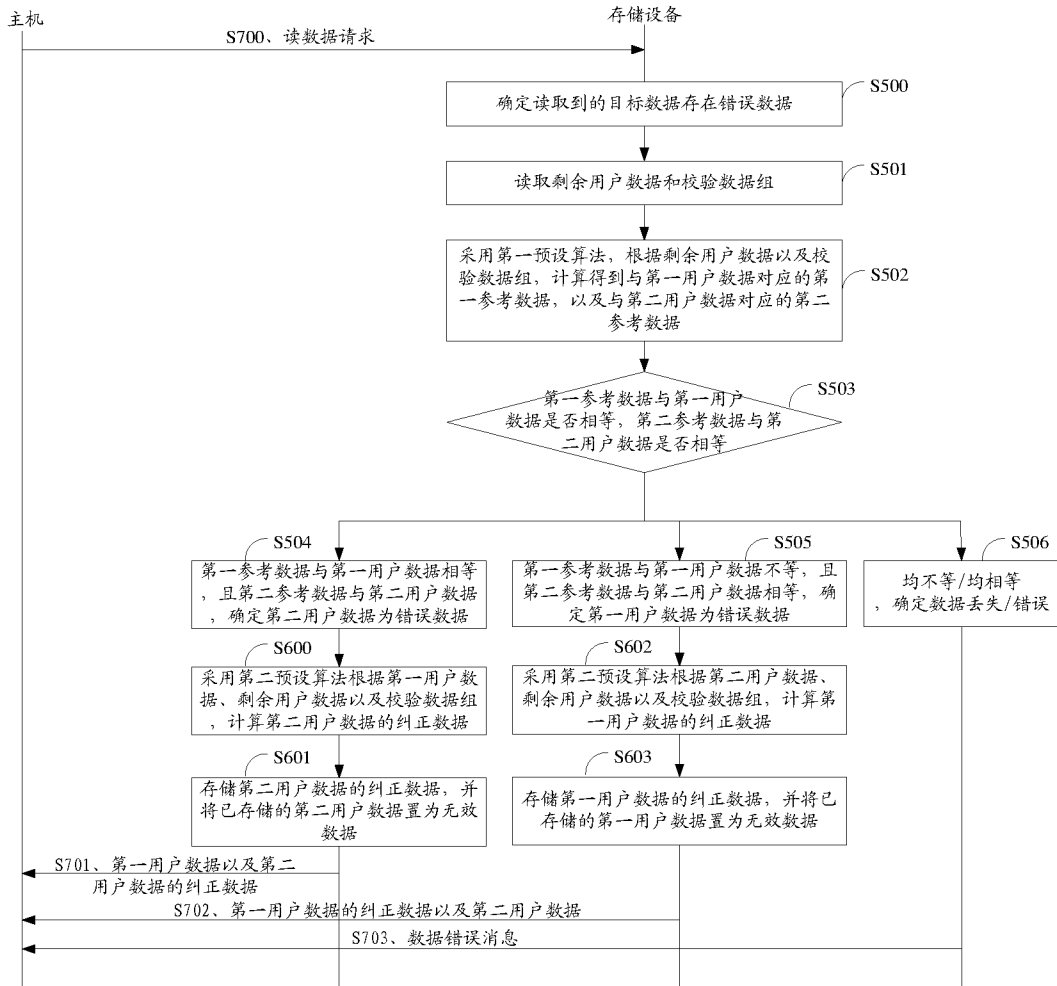 主机
存储设备
S700、读数据请求
S500
确定读取到的目标数据存在错误数据
S501
读取剩余用户数据和校验数据组
S502
采用第一预设算法，根据剩余用户数据以及校
验数据组，计算得到与第一用户数据对应的第
一参考数据，以及与第二用户数据对应的第二
参考数据
S503
第一参考数据与第一用户
数据是否相等，第二参考数据与第
二用户数据是否相等
S504
第一参考数据与第一用户数据相等
，且第二参考数据与第二用户数据
，确定第二用户数据为错误数据
S505
第一参考数据与第一用户数据不等，且
第二参考数据与第二用户数据相等，确
定第一用户数据为错误数据
S506
均不等/均相等
，确定数据丢失/错误
S600
采用第二预设算法根据第一用户数
据、剩余用户数据以及校验数据组
，计算第二用户数据的纠正数据
S602
采用第二预设算法根据第二用户数据、
剩余用户数据以及校验数据组，计算第
一用户数据的纠正数据
S601
存储第二用户数据的纠正数据，并
将已存储的第二用户数据置为无效
数据
S603
存储第一用户数据的纠正数据，并将已
存储的第一用户数据置为无效数据
S701、第一用户数据以及第二
用户数据的纠正数据
S702、第一用户数据的纠正数据以及第二用户数据
S703、数据错误消息